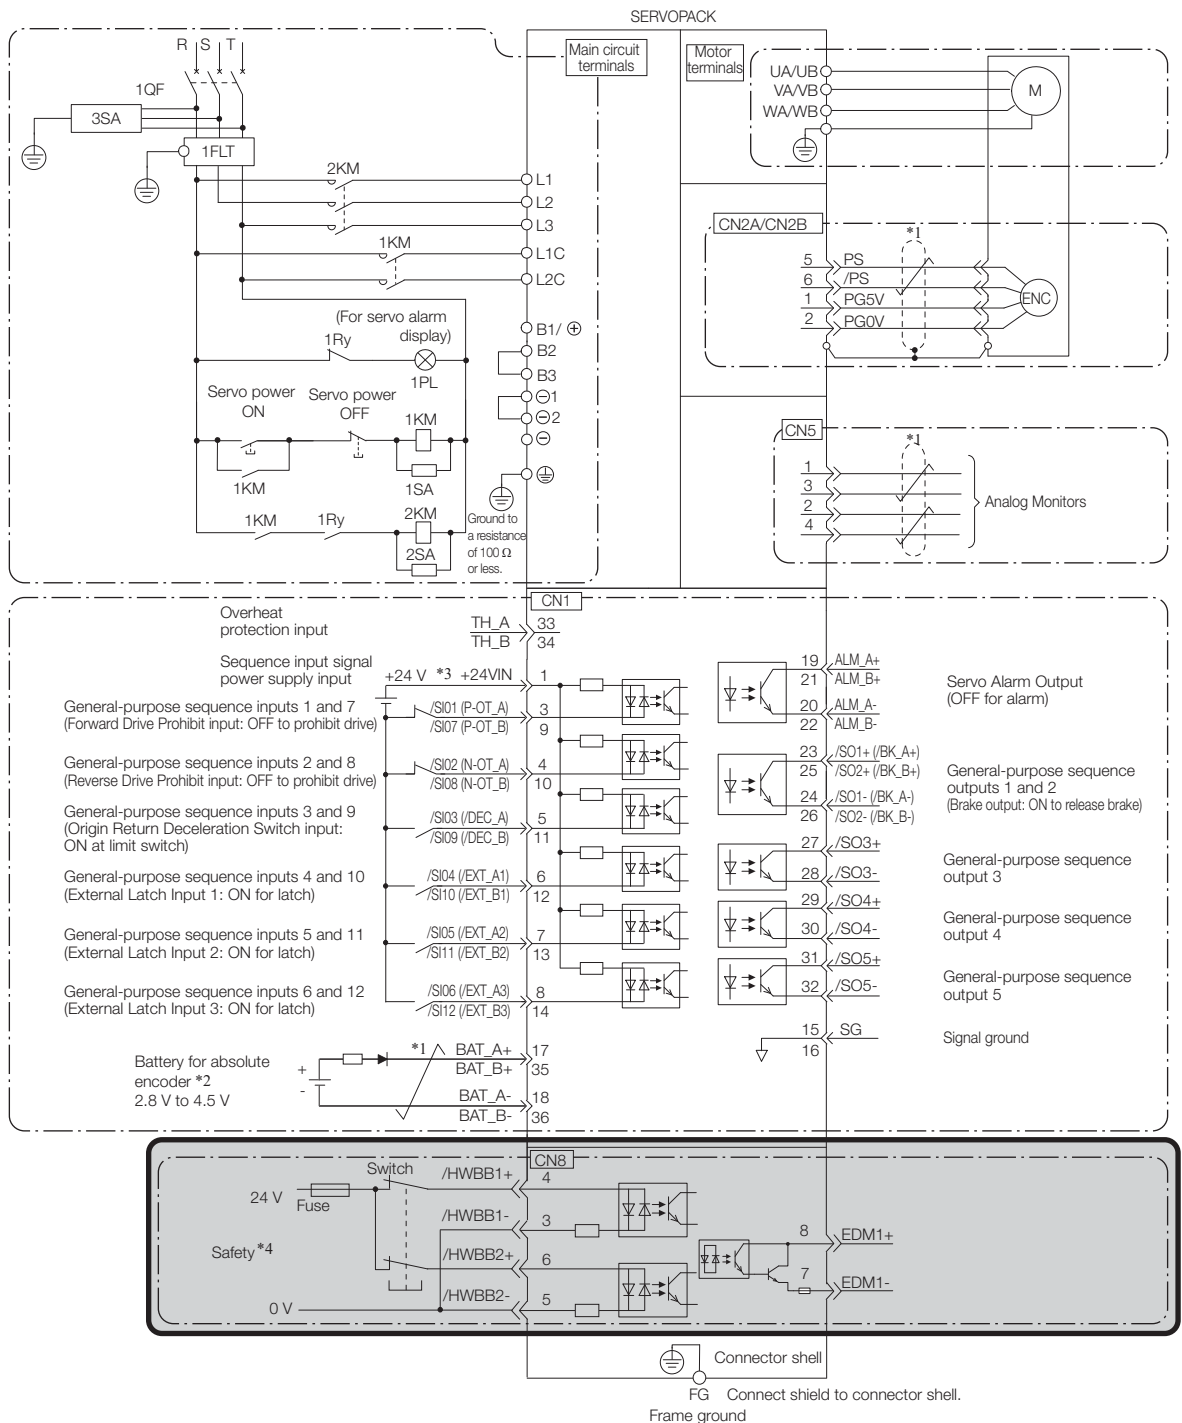 SERVOPACK
R S T
1QF
3SA
1FLT
Main circuit
terminals
2KM
L1
L2
L3
1KM
L1C
L2C
(For servo alarm
display)
1Ry
1PL
B1/ ⊕
B2
B3
⊖1
⊖2
⊖
Servo power
ON
Servo power
OFF
1KM
1KM
1SA
1KM
1Ry
2KM
2SA
Ground to
a resistance
of 100 Ω
or less.
Motor
terminals
UA/UB
VA/VB
WA/WB
M
CN2A/CN2B
*1
5 PS
6 /PS
1 PG5V
2 PG0V
ENC
CN5
*1
1
3
2
4
Analog Monitors
CN1
Overheat
protection input
TH_A 33
TH_B 34
Sequence input signal
power supply input
+24 V *3 +24VIN 1
General-purpose sequence inputs 1 and 7
(Forward Drive Prohibit input: OFF to prohibit drive)
/SI01 (P-OT_A) 3
/SI07 (P-OT_B) 9
General-purpose sequence inputs 2 and 8
(Reverse Drive Prohibit input: OFF to prohibit drive)
/SI02 (N-OT_A) 4
/SI08 (N-OT_B) 10
General-purpose sequence inputs 3 and 9
(Origin Return Deceleration Switch input:
ON at limit switch)
/SI03 (/DEC_A) 5
/SI09 (/DEC_B) 11
General-purpose sequence inputs 4 and 10
(External Latch Input 1: ON for latch)
/SI04 (/EXT_A1) 6
/SI10 (/EXT_B1) 12
General-purpose sequence inputs 5 and 11
(External Latch Input 2: ON for latch)
/SI05 (/EXT_A2) 7
/SI11 (/EXT_B2) 13
General-purpose sequence inputs 6 and 12
(External Latch Input 3: ON for latch)
/SI06 (/EXT_A3) 8
/SI12 (/EXT_B3) 14
Battery for absolute
encoder *2
2.8 V to 4.5 V
+
-
*1
BAT_A+ 17
BAT_B+ 35
BAT_A- 18
BAT_B- 36
19 ALM_A+
21 ALM_B+
20 ALM_A-
22 ALM_B-
Servo Alarm Output
(OFF for alarm)
23 /SO1+ (/BK_A+)
25 /SO2+ (/BK_B+)
24 /SO1- (/BK_A-)
26 /SO2- (/BK_B-)
General-purpose sequence
outputs 1 and 2
(Brake output: ON to release brake)
27 /SO3+
28 /SO3-
General-purpose sequence
output 3
29 /SO4+
30 /SO4-
General-purpose sequence
output 4
31 /SO5+
32 /SO5-
General-purpose sequence
output 5
15 SG
16
Signal ground
CN8
24 V
Fuse
Switch
Safety *4
0 V
/HWBB1+ 4
/HWBB1- 3
/HWBB2+ 6
/HWBB2- 5
8 EDM1+
7 EDM1-
Connector shell
FG Connect shield to connector shell.
Frame ground